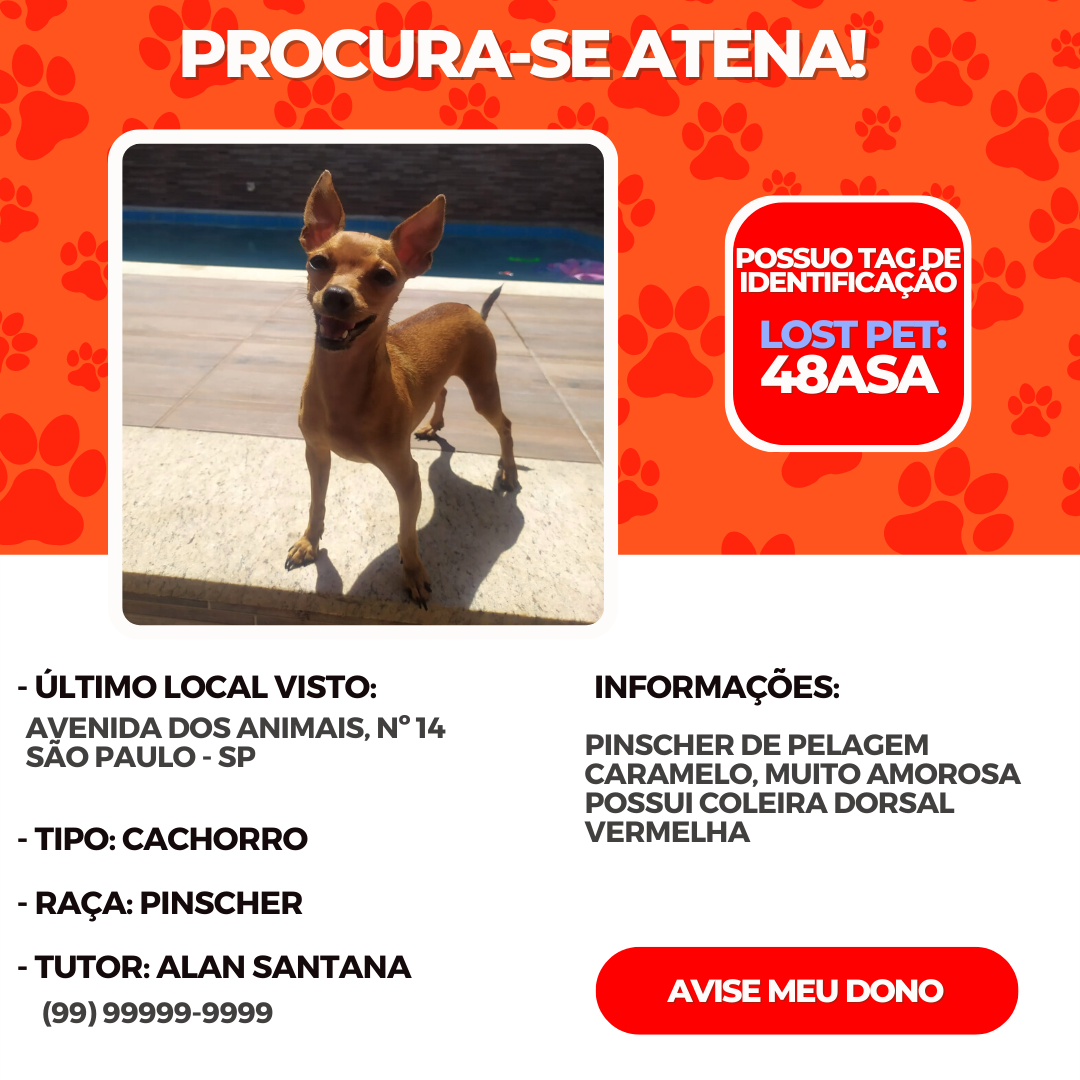 PROCURA-SE ATENA!
POSSUO TAG DE
IDENTIFICAÇÃO
LOST PET:
48ASA
- ÚLTIMO LOCAL VISTO:
AVENIDA DOS ANIMAIS, Nº 14
SÃO PAULO - SP
- TIPO: CACHORRO
- RAÇA: PINSCHER
- TUTOR: ALAN SANTANA
(99) 99999-9999
INFORMAÇÕES:
PINSCHER DE PELAGEM
CARAMELO, MUITO AMOROSA
POSSUI COLEIRA DORSAL
VERMELHA
AVISE MEU DONO